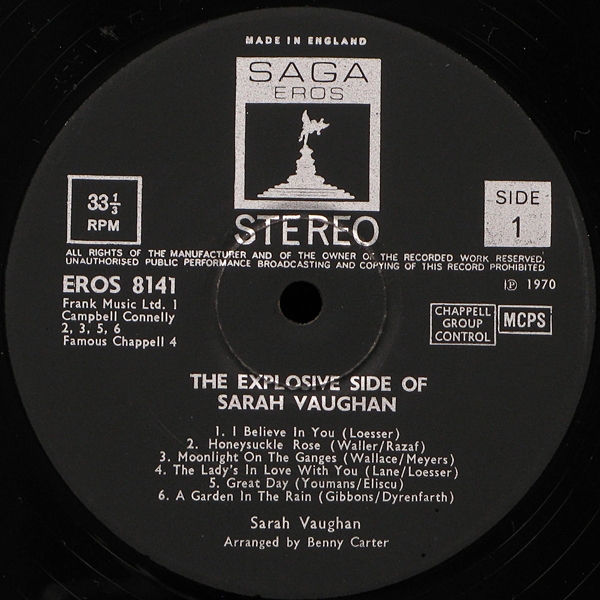 MADE IN ENGLAND
SAGA
EROS
33⅓
RPM
SIDE
1
STEREO
ALL RIGHTS OF THE MANUFACTURER AND OF THE OWNER OF THE RECORDED WORK RESERVED.
UNAUTHORISED PUBLIC PERFORMANCE BROADCASTING AND COPYING OF THIS RECORD PROHIBITED
EROS 8141
℗ 1970
Frank Music Ltd. 1
Campbell Connelly
2, 3, 5, 6
Famous Chappell 4
CHAPPELL
GROUP
CONTROL
MCPS
THE EXPLOSIVE SIDE OF
SARAH VAUGHAN
1. I Believe In You (Loesser)
2. Honeysuckle Rose (Waller/Razaf)
3. Moonlight On The Ganges (Wallace/Meyers)
4. The Lady's In Love With You (Lane/Loesser)
5. Great Day (Youmans/Eliscu)
6. A Garden In The Rain (Gibbons/Dyrenfarth)
Sarah Vaughan
Arranged by Benny Carter